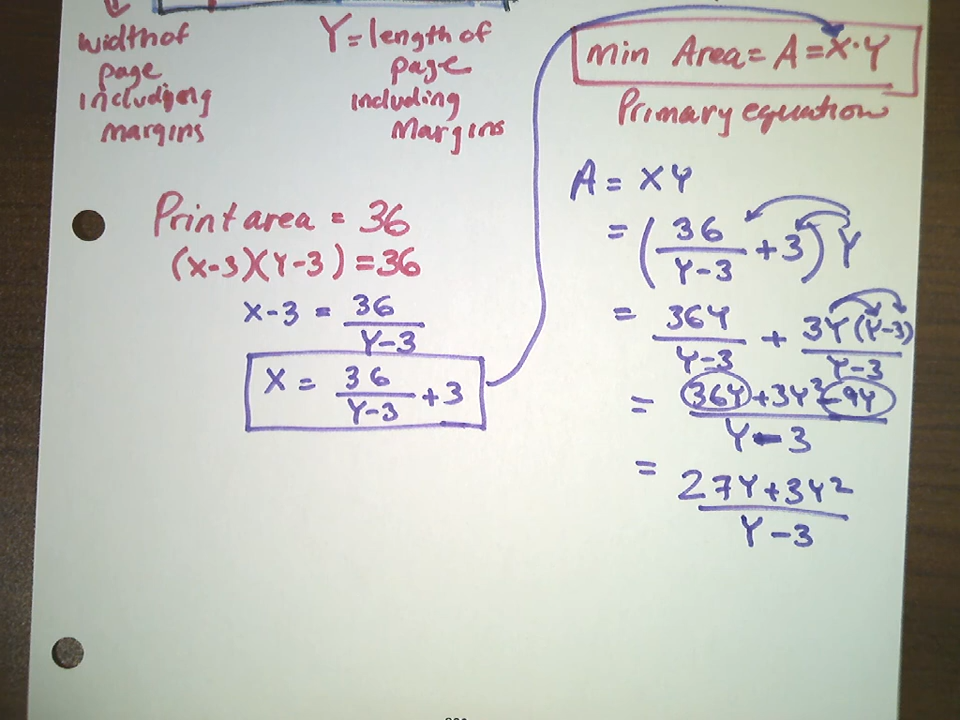 width of
page
including
margins
Y = length of
page
including
Margins
min Area = A = X·Y
Primary equation
Print area = 36
(x-3)(Y-3) = 36
x-3 = 36/(Y-3)
X = 36/(Y-3) + 3
A = XY
= (36/(Y-3) + 3) Y
= 36Y/(Y-3) + 3Y(Y-3)/(Y-3)
= (36Y + 3Y² - 9Y)/(Y-3)
= (27Y + 3Y²)/(Y-3)